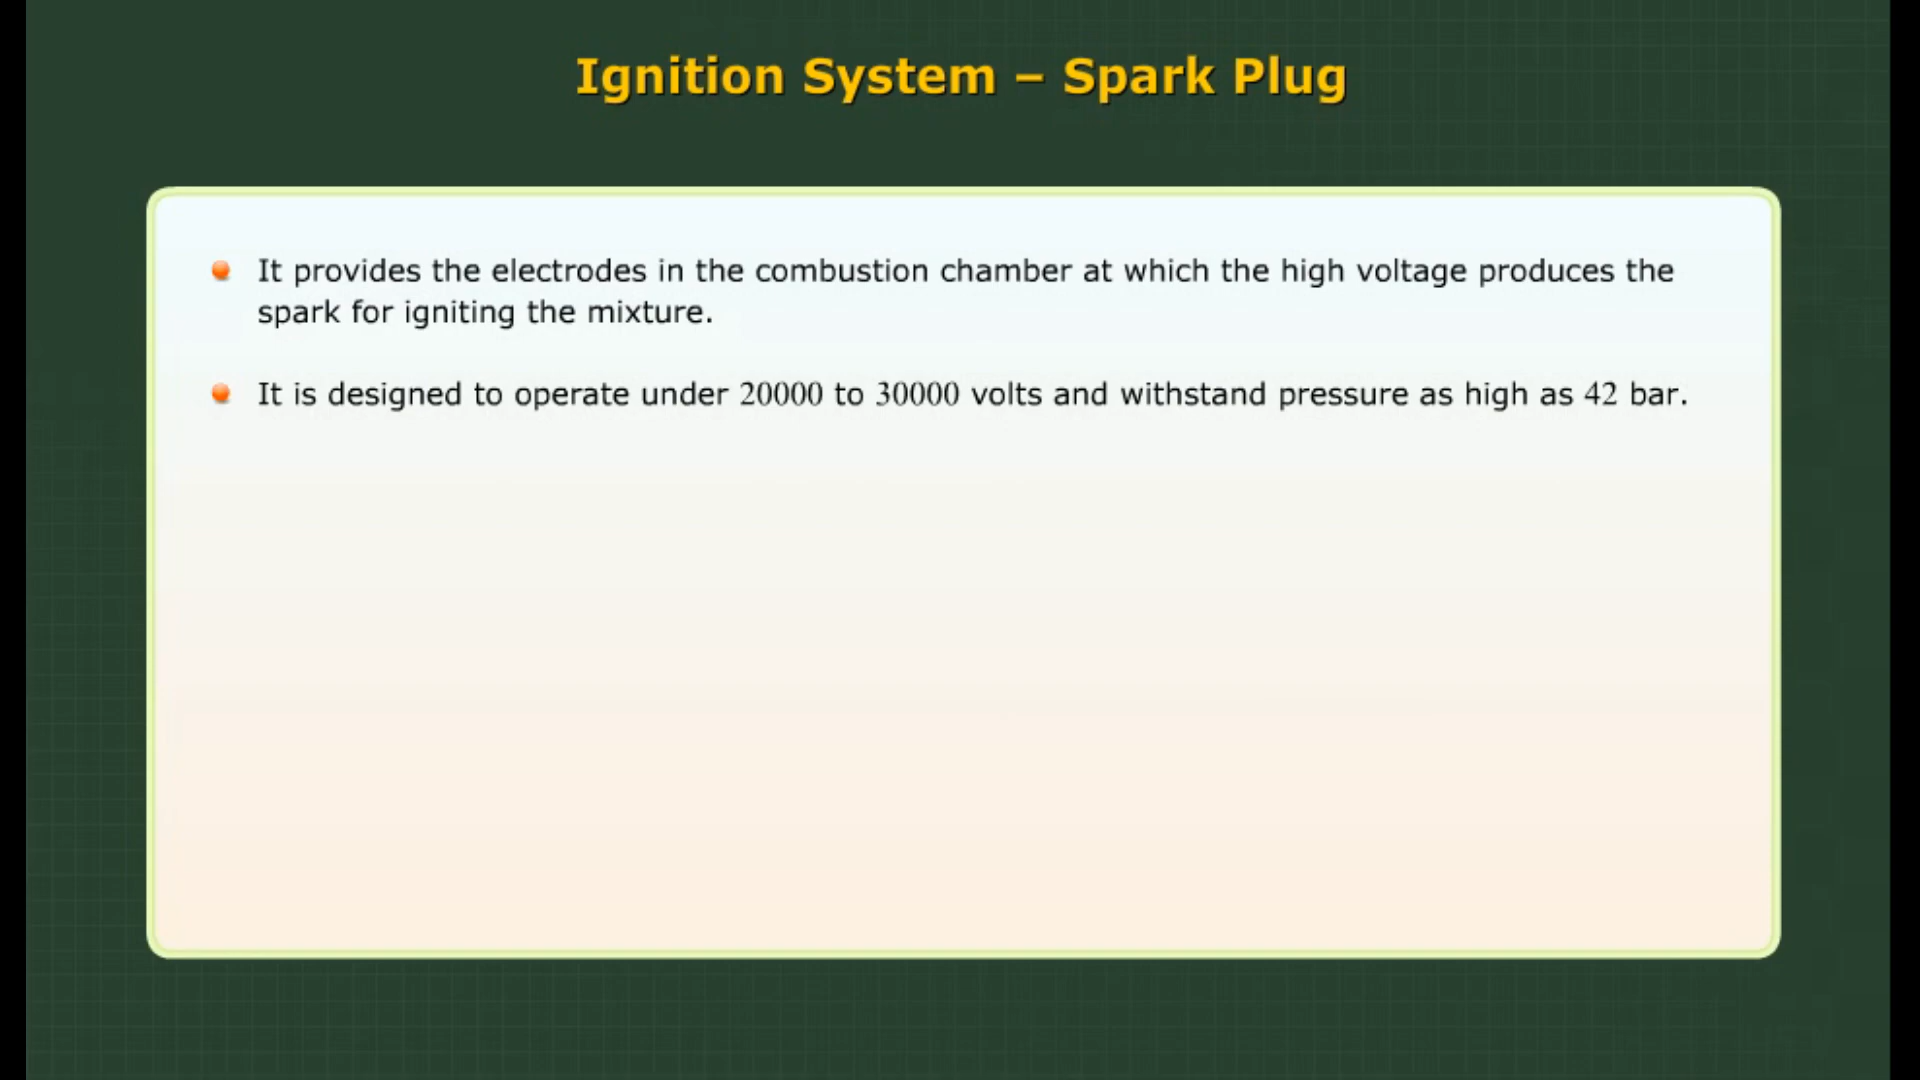 Ignition System – Spark Plug
It provides the electrodes in the combustion chamber at which the high voltage produces the
spark for igniting the mixture.
It is designed to operate under 20000 to 30000 volts and withstand pressure as high as 42 bar.